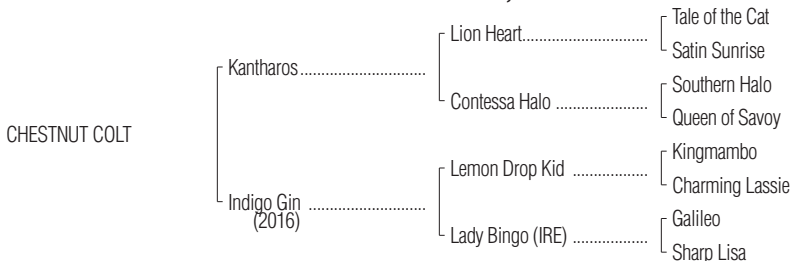 Tale of the Cat
Lion Heart
Satin Sunrise
Kantharos
Southern Halo
Contessa Halo
Queen of Savoy
CHESTNUT COLT
Kingmambo
Lemon Drop Kid
Charming Lassie
Indigo Gin
(2016)
Galileo
Lady Bingo (IRE)
Sharp Lisa